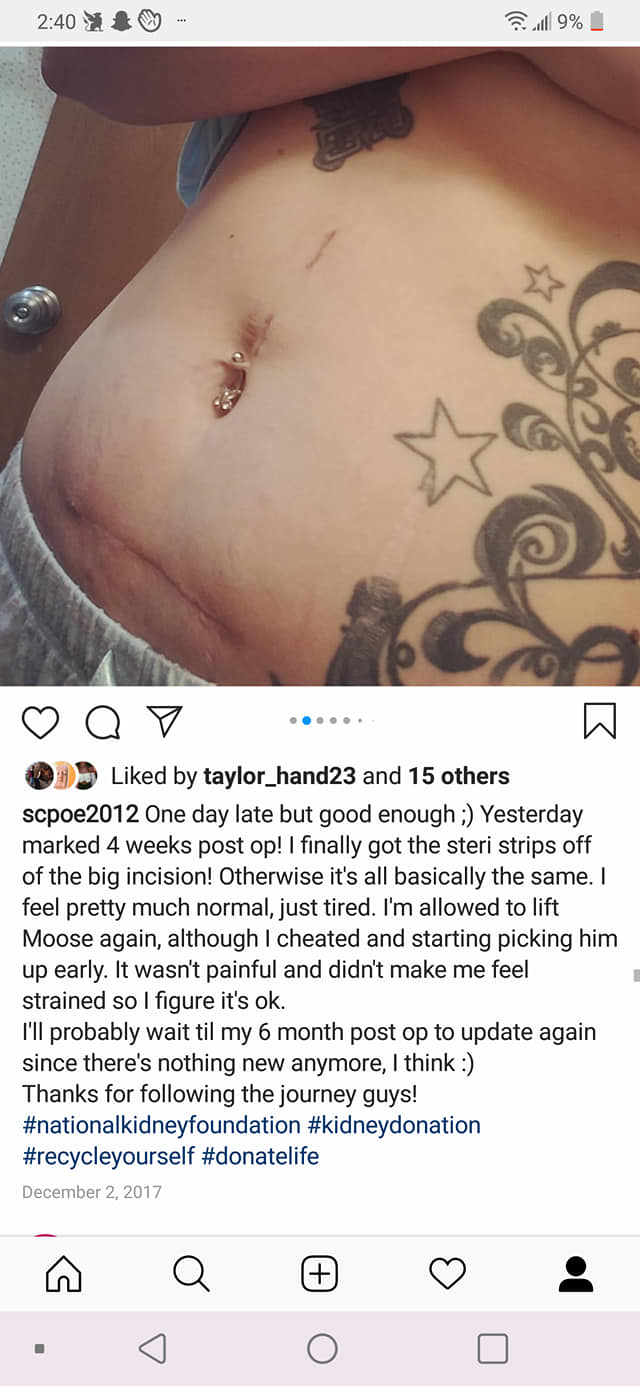 2:40
9%
Liked by taylor_hand23 and 15 others
scpoe2012 One day late but good enough ;) Yesterday
marked 4 weeks post op! I finally got the steri strips off
of the big incision! Otherwise it's all basically the same. I
feel pretty much normal, just tired. I'm allowed to lift
Moose again, although I cheated and starting picking him
up early. It wasn't painful and didn't make me feel
strained so I figure it's ok.
I'll probably wait til my 6 month post op to update again
since there's nothing new anymore, I think :)
Thanks for following the journey guys!
#nationalkidneyfoundation #kidneydonation
#recycleyourself #donatelife
December 2, 2017